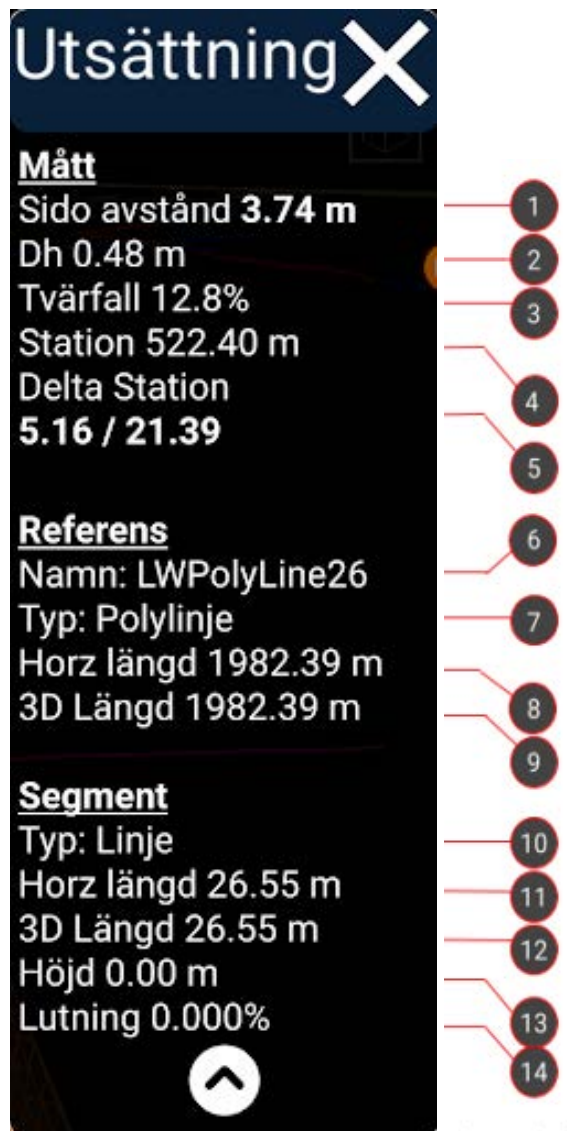 Utsättning
Mått
Sido avstånd 3.74 m
Dh 0.48 m
Tvärfall 12.8%
Station 522.40 m
Delta Station
5.16 / 21.39
Referens
Namn: LWPolyLine26
Typ: Polylinje
Horz längd 1982.39 m
3D Längd 1982.39 m
Segment
Typ: Linje
Horz längd 26.55 m
3D Längd 26.55 m
Höjd 0.00 m
Lutning 0.000%
1
2
3
4
5
6
7
8
9
10
11
12
13
14